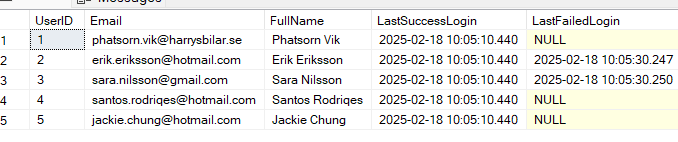 UserID Email FullName LastSuccessLogin LastFailedLogin
1 1 phatsorn.vik@harrysbilar.se Phatsorn Vik 2025-02-18 10:05:10.440 NULL
2 2 erik.eriksson@hotmail.com Erik Eriksson 2025-02-18 10:05:10.440 2025-02-18 10:05:30.247
3 3 sara.nilsson@gmail.com Sara Nilsson 2025-02-18 10:05:10.440 2025-02-18 10:05:30.250
4 4 santos.rodriqes@hotmail.com Santos Rodriqes 2025-02-18 10:05:10.440 NULL
5 5 jackie.chung@hotmail.com Jackie Chung 2025-02-18 10:05:10.440 NULL